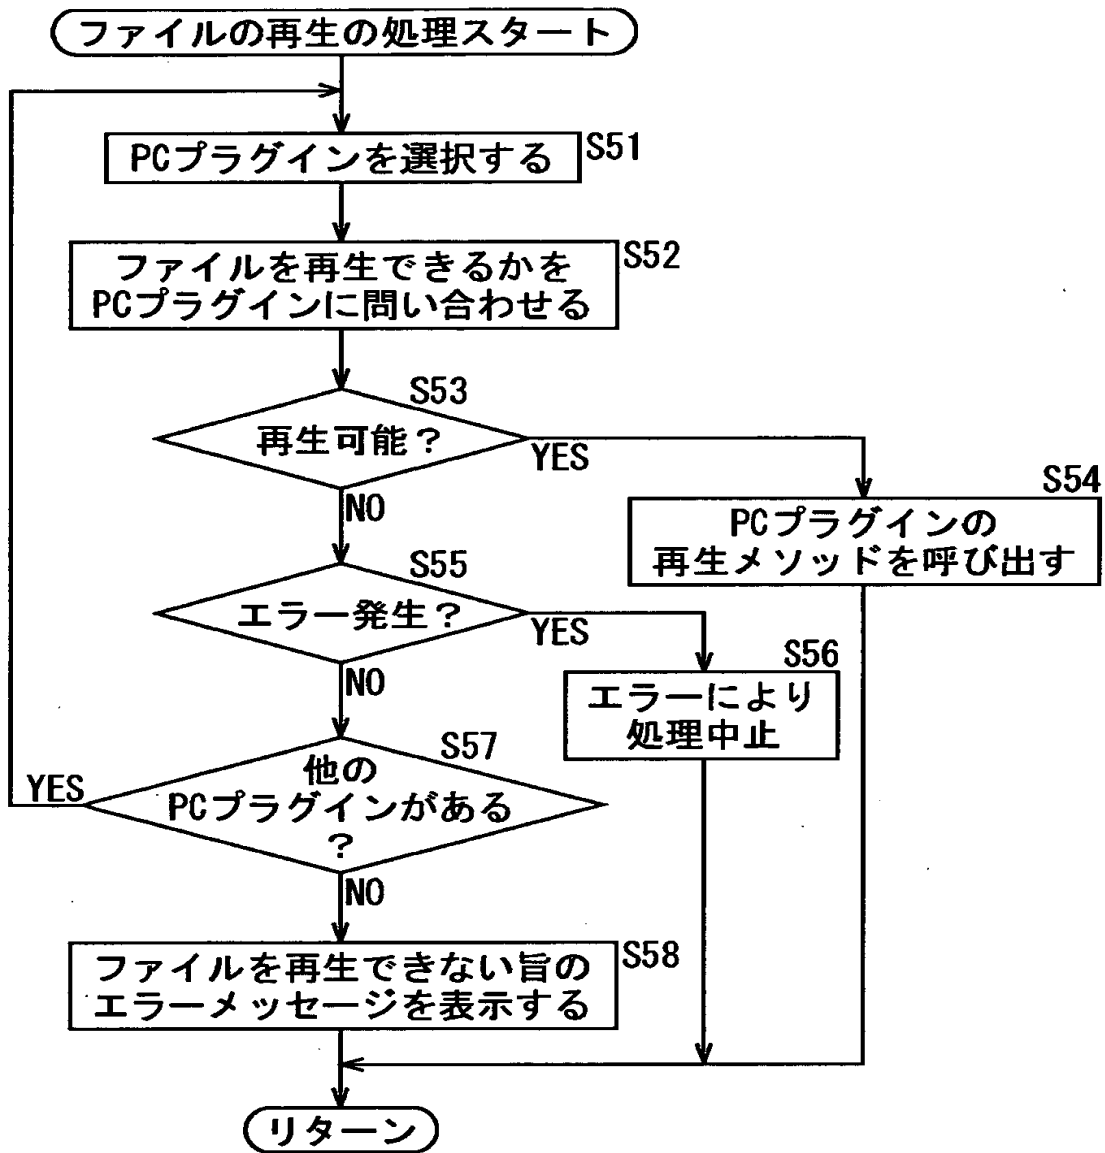 ファイルの再生の処理スタート
PCプラグインを選択する
S51
ファイルを再生できるかを
PCプラグインに問い合わせる
S52
S53
再生可能？
YES
NO
S54
PCプラグインの
再生メソッドを呼び出す
S55
エラー発生？
YES
NO
S56
エラーにより
処理中止
S57
他の
PCプラグインがある
？
YES
NO
S58
ファイルを再生できない旨の
エラーメッセージを表示する
リターン